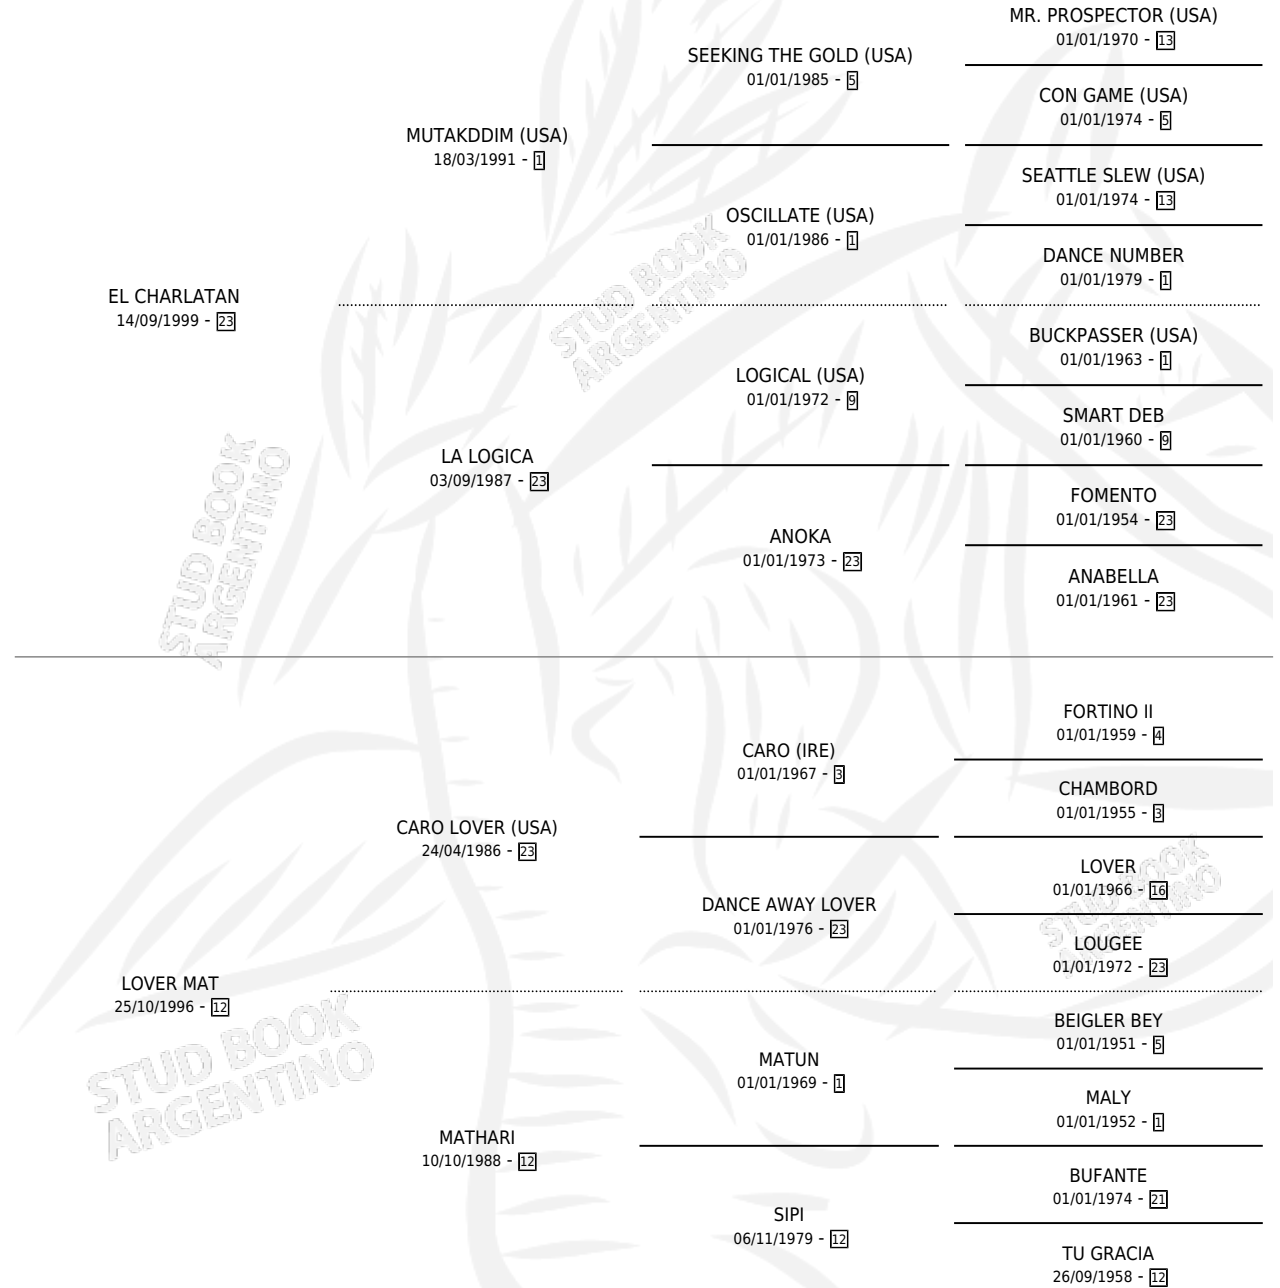 MR. PROSPECTOR (USA)
01/01/1970 - 13
SEEKING THE GOLD (USA)
01/01/1985 - 5
CON GAME (USA)
01/01/1974 - 5
MUTAKDDIM (USA)
18/03/1991 - 1
SEATTLE SLEW (USA)
01/01/1974 - 13
OSCILLATE (USA)
01/01/1986 - 1
DANCE NUMBER
01/01/1979 - 1
EL CHARLATAN
14/09/1999 - 23
STUD BOOK
ARGENTINO
BUCKPASSER (USA)
01/01/1963 - 1
LOGICAL (USA)
01/01/1972 - 9
SMART DEB
01/01/1960 - 9
LA LOGICA
03/09/1987 - 23
FOMENTO
01/01/1954 - 23
ANOKA
01/01/1973 - 23
ANABELLA
01/01/1961 - 23
STUD BOOK
ARGENTINO
FORTINO II
01/01/1959 - 4
CARO (IRE)
01/01/1967 - 3
CHAMBORD
01/01/1955 - 3
CARO LOVER (USA)
24/04/1986 - 23
LOVER
01/01/1966 - 16
DANCE AWAY LOVER
01/01/1976 - 23
STUD BOOK
ARGENTINO
LOUGEE
01/01/1972 - 23
LOVER MAT
25/10/1996 - 12
STUD BOOK
ARGENTINO
BEIGLER BEY
01/01/1951 - 5
MATUN
01/01/1969 - 1
MALY
01/01/1952 - 1
MATHARI
10/10/1988 - 12
BUFANTE
01/01/1974 - 21
SIPI
06/11/1979 - 12
TU GRACIA
26/09/1958 - 12